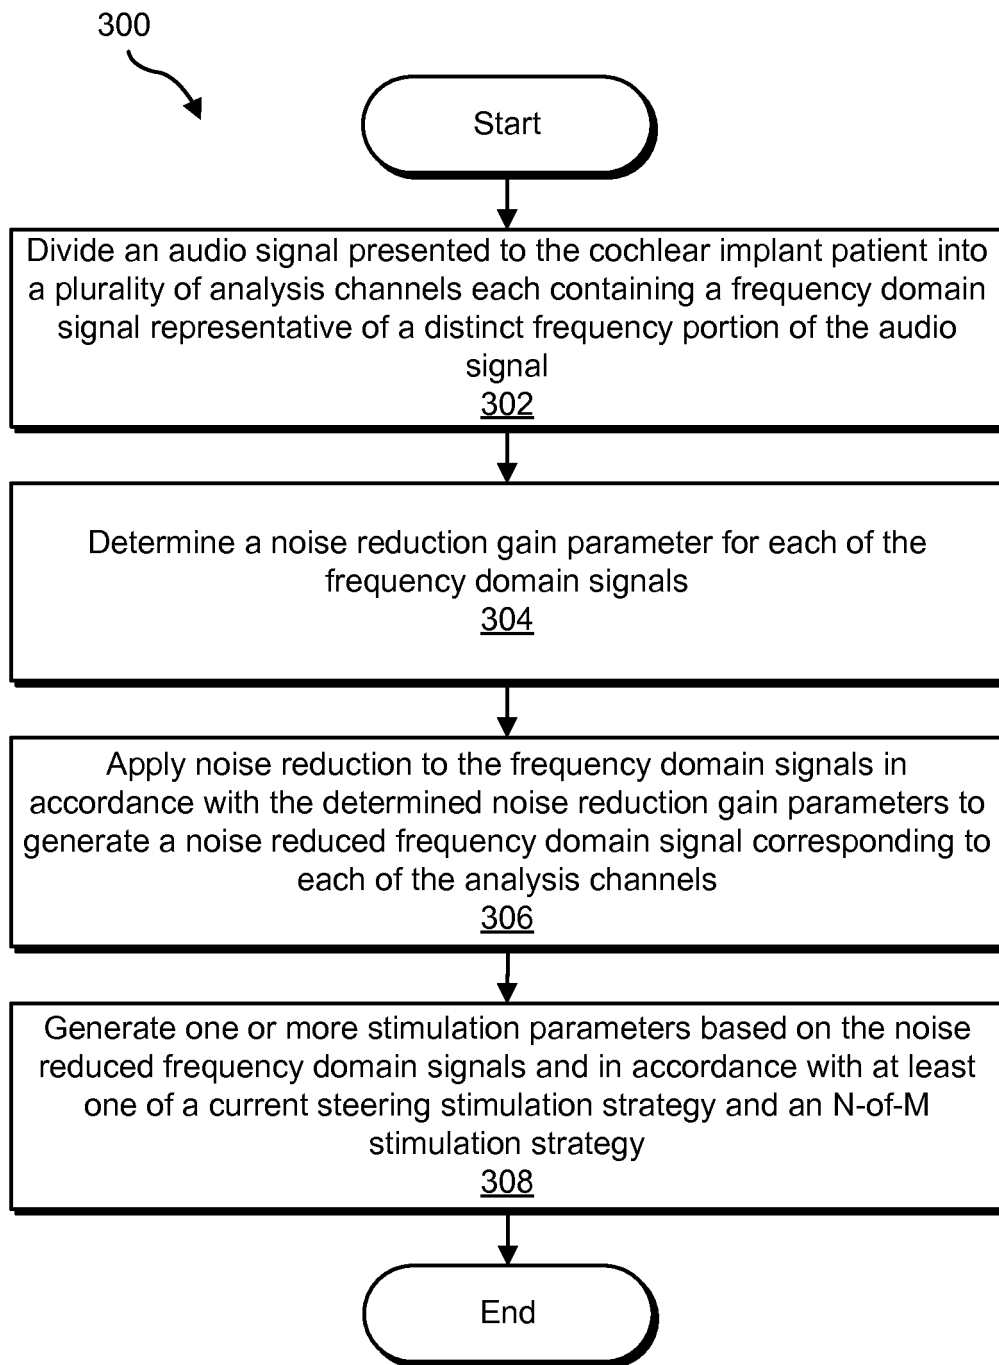 300
Start
Divide an audio signal presented to the cochlear implant patient into
a plurality of analysis channels each containing a frequency domain
signal representative of a distinct frequency portion of the audio
signal
302
Determine a noise reduction gain parameter for each of the
frequency domain signals
304
Apply noise reduction to the frequency domain signals in
accordance with the determined noise reduction gain parameters to
generate a noise reduced frequency domain signal corresponding to
each of the analysis channels
306
Generate one or more stimulation parameters based on the noise
reduced frequency domain signals and in accordance with at least
one of a current steering stimulation strategy and an N-of-M
stimulation strategy
308
End